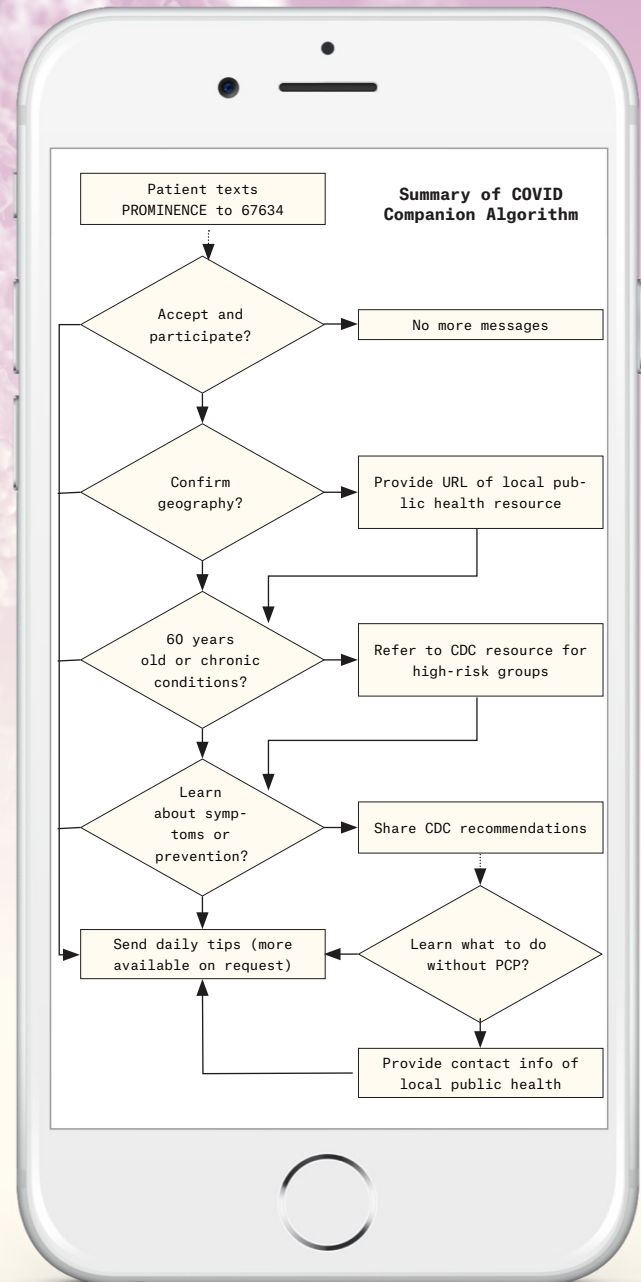 Patient texts
PROMINENCE to 67634
Summary of COVID
Companion Algorithm
Accept and
participate?
No more messages
Confirm
geography?
Provide URL of local pub-
lic health resource
60 years
old or chronic
conditions?
Refer to CDC resource for
high-risk groups
Learn
about symp-
toms or
prevention?
Share CDC recommendations
Send daily tips (more
available on request)
Learn what to do
without PCP?
Provide contact info of
local public health